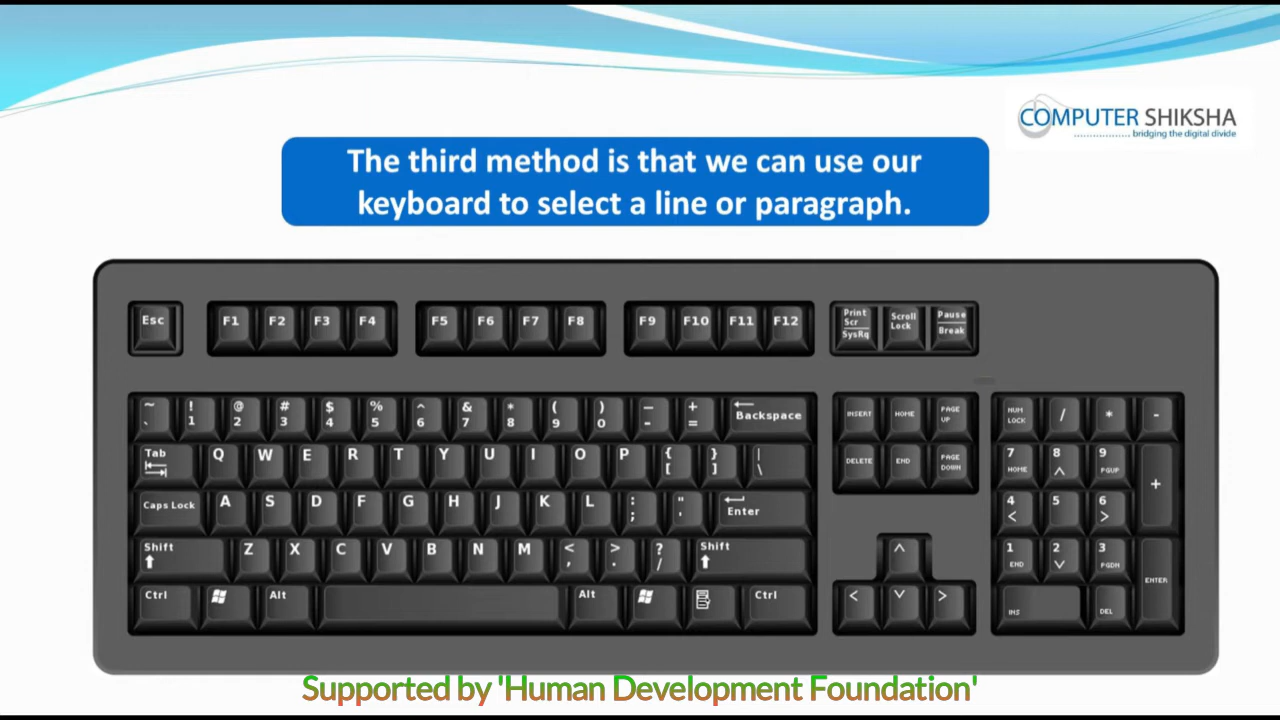 COMPUTER SHIKSHA
bridging the digital divide
The third method is that we can use our
keyboard to select a line or paragraph.
Esc F1 F2 F3 F4 F5 F6 F7 F8 F9 F10 F11 F12 Print Scr SysRq Scroll Lock Pause Break
~ ` ! 1 @ 2 # 3 $ 4 % 5 ^ 6 & 7 * 8 ( 9 ) 0 — - + = Backspace INSERT HOME PAGE UP NUM LOCK / * -
Tab Q W E R T Y U I O P { [ } ] | \ DELETE END PAGE DOWN 7 HOME 8 9 PGUP +
Caps Lock A S D F G H J K L : ; " ' Enter 4 < 5 6 >
Shift Z X C V B N M < , > . ? / Shift 1 END 2 3 PGDN ENTER
Ctrl Alt Alt Ctrl INS DEL
Supported by 'Human Development Foundation'